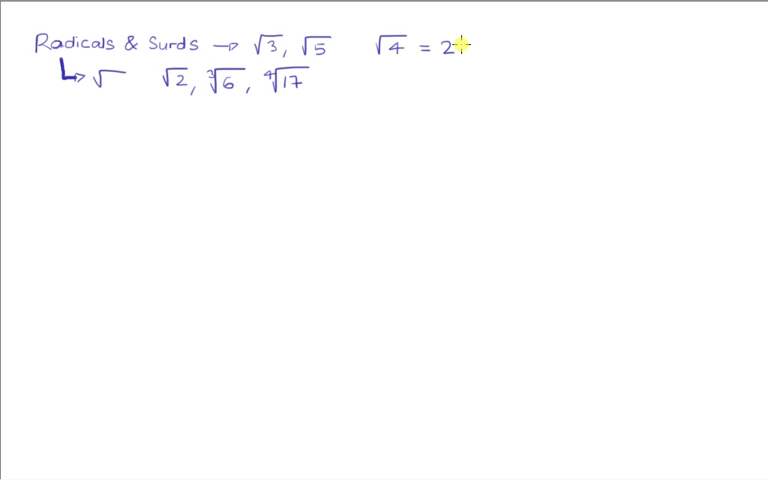 Radicals & Surds → √3, √5 √4 = 2
↳ √ √2, ∛6, ∜17